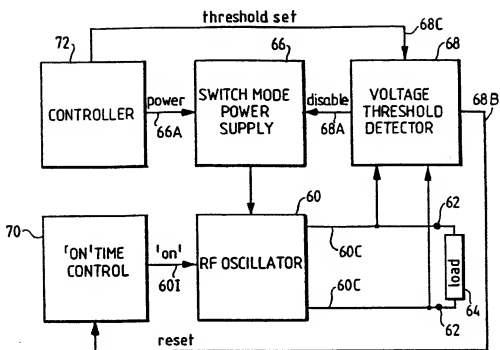 threshold set
72
66
68C
68
68B
CONTROLLER
power
66A
SWITCH MODE
POWER
SUPPLY
disable
68A
VOLTAGE
THRESHOLD
DETECTOR
70
'ON' TIME
CONTROL
'on'
60I
60
RF OSCILLATOR
60C
62
load
64
60C
62
reset